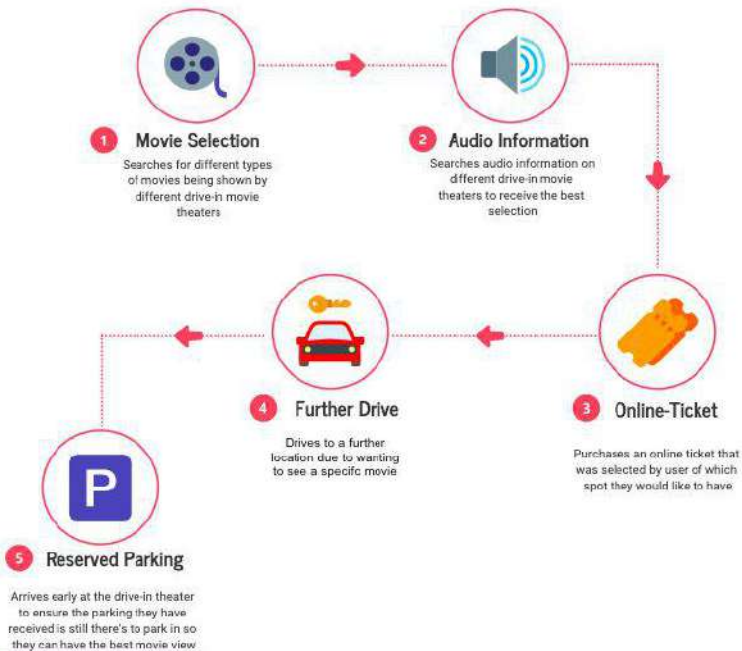 1 Movie Selection
Searches for different types
of movies being shown by
different drive-in movie
theaters
2 Audio Information
Searches audio information on
different drive-in movie
theaters to receive the best
selection
3 Online-Ticket
Purchases an online ticket that
was selected by user of which
spot they would like to have
4 Further Drive
Drives to a further
location due to wanting
to see a specifc movie
P
5 Reserved Parking
Arrives early at the drive-in theater
to ensure the parking they have
received is still there's to park in so
they can have the best movie view